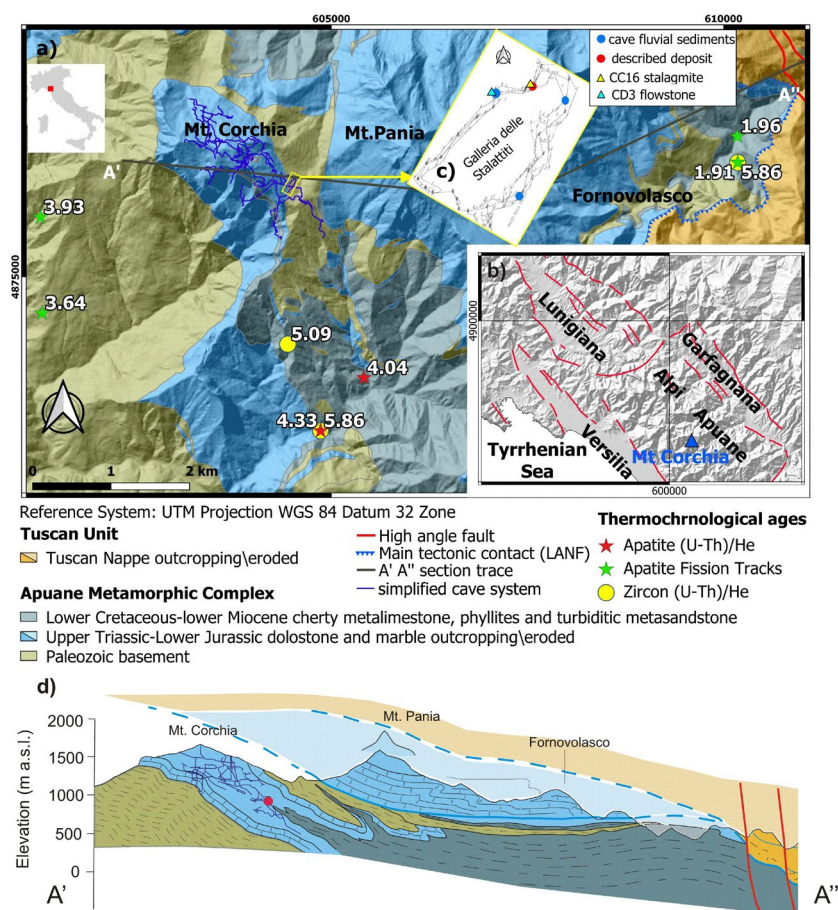 605000
610000
a)
cave fluvial sediments
described deposit
CC16 stalagmite
CD3 flowstone
A''
Mt. Corchia
Mt.Pania
1.96
Galleria delle
Stalattiti
c)
A'
Fornovolasco
1.91 5.86
3.93
4875000
3.64
b)
4900000
Lunigiana
Garfagnana
5.09
4.04
Alpi Apuane
4.33 5.86
Versilia
Mt Corchia
Tyrrhenian
Sea
0 1 2 km
600000
Reference System: UTM Projection WGS 84 Datum 32 Zone
Tuscan Unit
Tuscan Nappe outcropping\eroded
Apuane Metamorphic Complex
Lower Cretaceous-lower Miocene cherty metalimestone, phyllites and turbiditic metasandstone
Upper Triassic-Lower Jurassic dolostone and marble outcropping\eroded
Paleozoic basement
High angle fault
Main tectonic contact (LANF)
A' A'' section trace
simplified cave system
Thermochrnological ages
Apatite (U-Th)/He
Apatite Fission Tracks
Zircon (U-Th)/He
d)
Elevation (m a.s.l.)
2000
1500
1000
500
0
Mt. Corchia
Mt. Pania
Fornovolasco
A'
A''